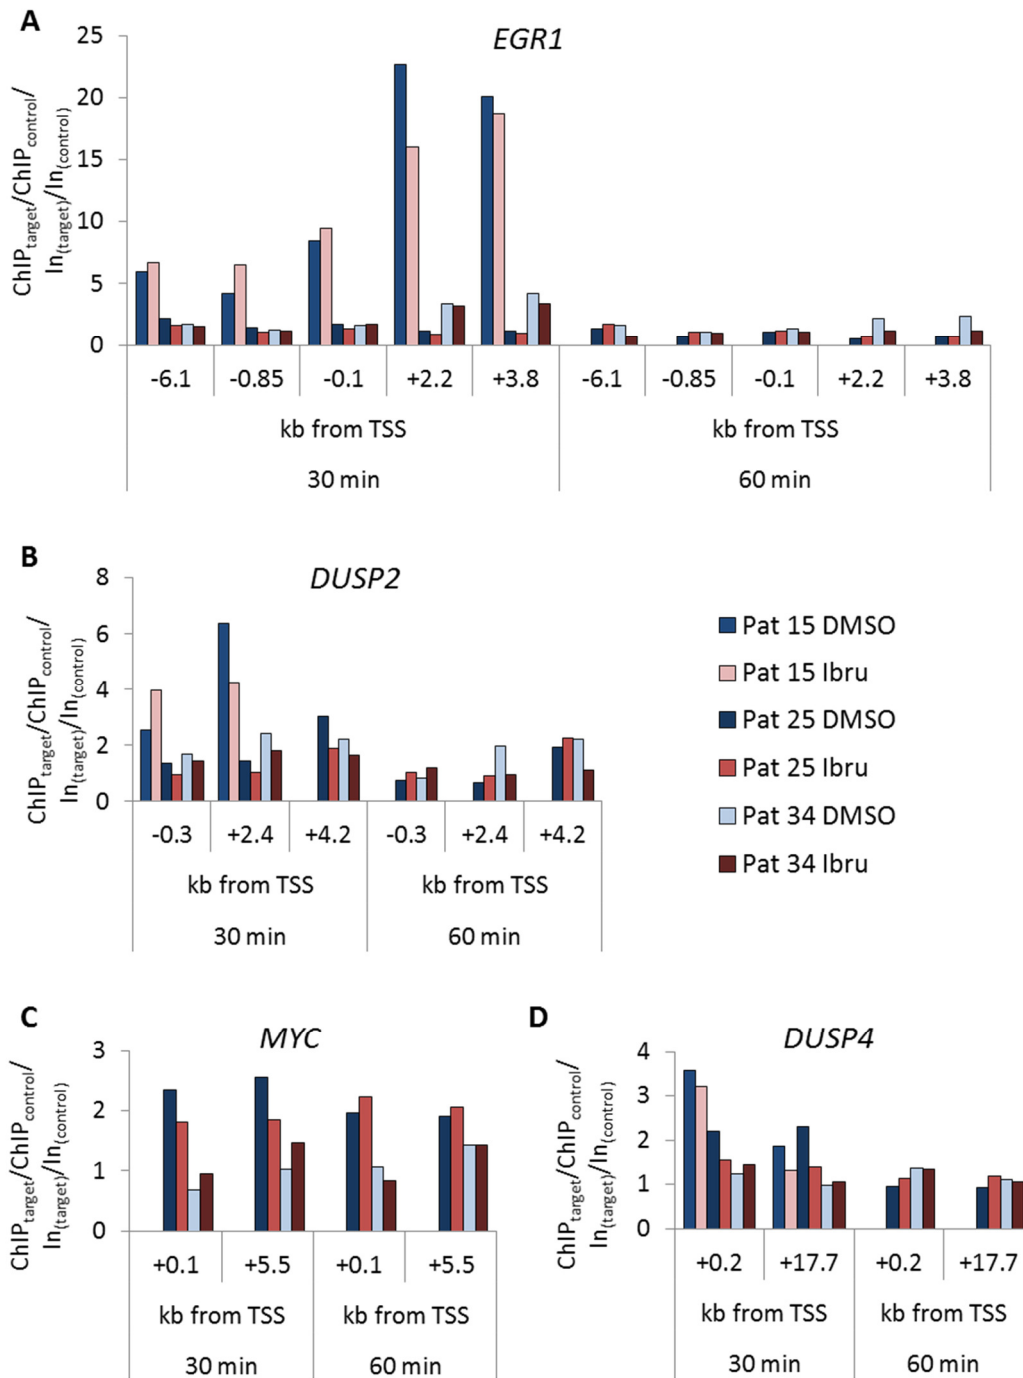 A
EGR1
ChIPtarget/ChIPcontrol/
In(target)/In(control)
25
20
15
10
5
0
-6.1 -0.85 -0.1 +2.2 +3.8 -6.1 -0.85 -0.1 +2.2 +3.8
kb from TSS kb from TSS
30 min 60 min
B
DUSP2
ChIPtarget/ChIPcontrol/
In(target)/In(control)
8
6
4
2
0
-0.3 +2.4 +4.2 -0.3 +2.4 +4.2
kb from TSS kb from TSS
30 min 60 min
Pat 15 DMSO
Pat 15 Ibru
Pat 25 DMSO
Pat 25 Ibru
Pat 34 DMSO
Pat 34 Ibru
C
MYC
ChIPtarget/ChIPcontrol/
In(target)/In(control)
3
2
1
0
+0.1 +5.5 +0.1 +5.5
kb from TSS kb from TSS
30 min 60 min
D
DUSP4
ChIPtarget/ChIPcontrol/
In(target)/In(control)
4
3
2
1
0
+0.2 +17.7 +0.2 +17.7
kb from TSS kb from TSS
30 min 60 min